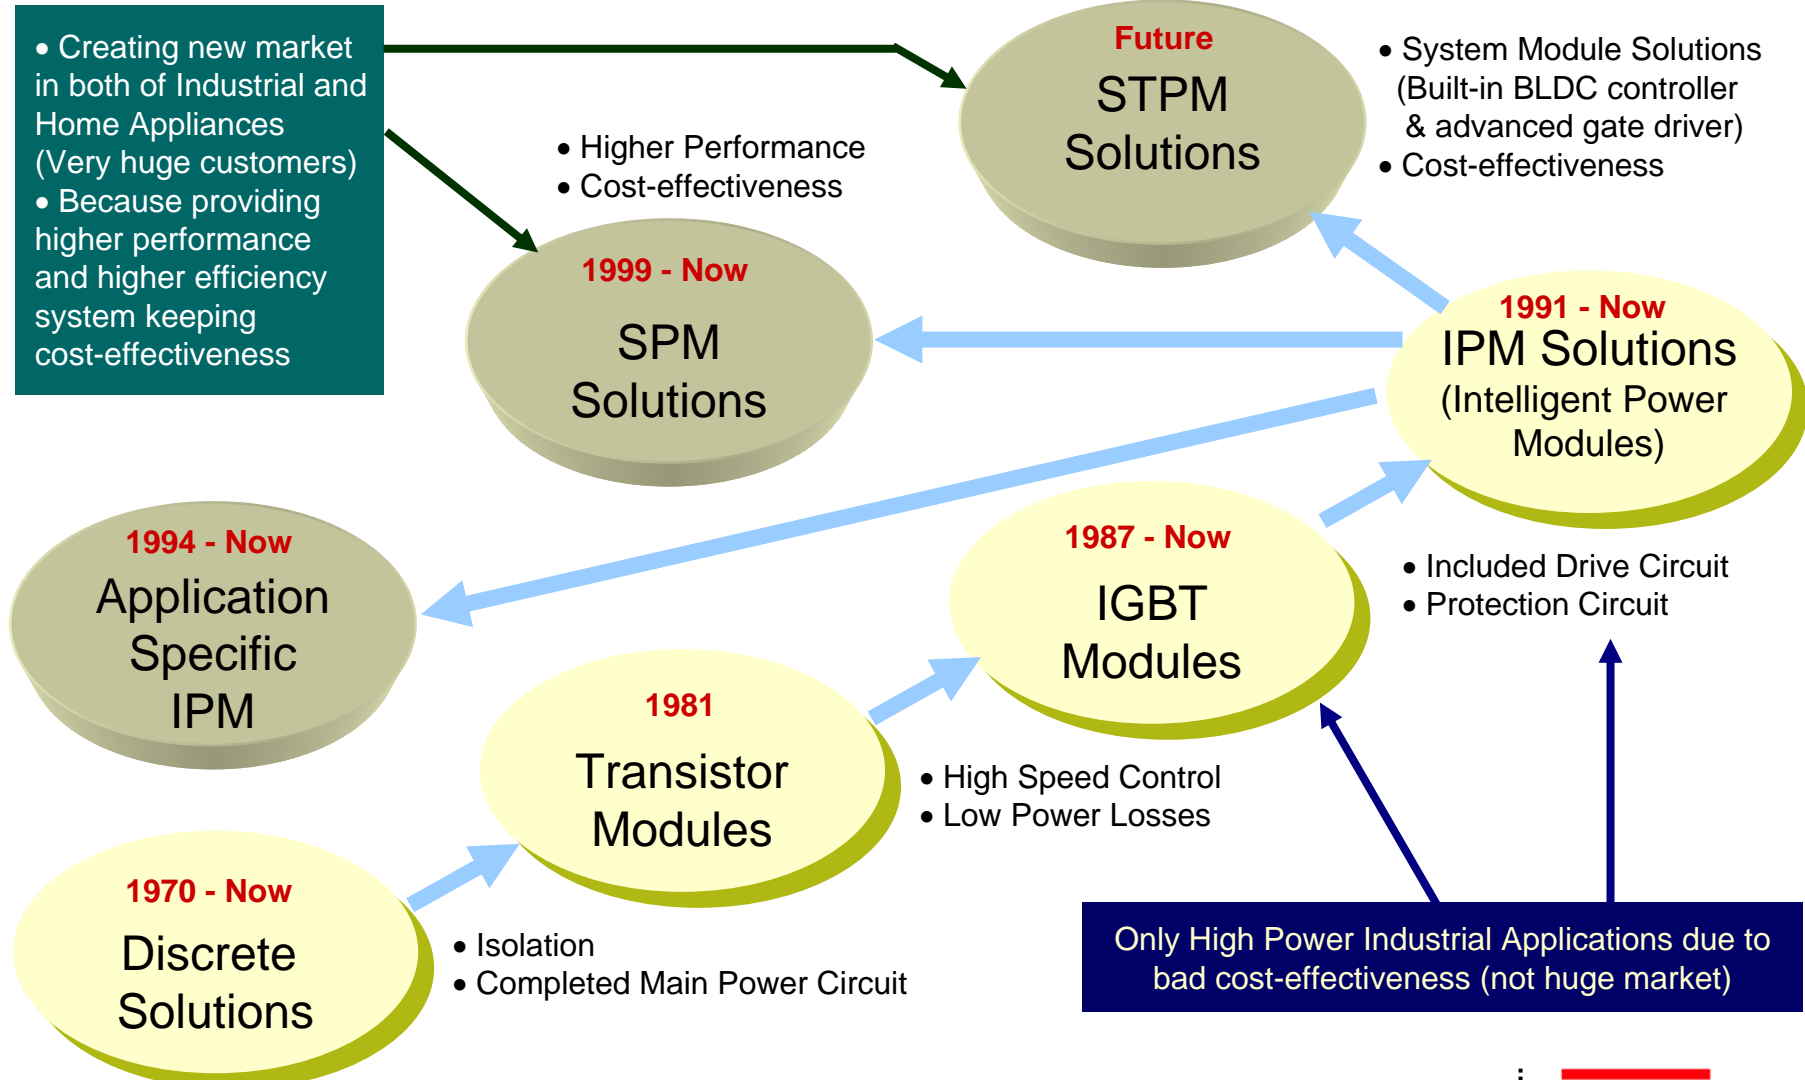 • Creating new market
in both of Industrial and
Home Appliances
(Very huge customers)
• Because providing
higher performance
and higher efficiency
system keeping
cost-effectiveness
Future
STPM
Solutions
• System Module Solutions
(Built-in BLDC controller
& advanced gate driver)
• Cost-effectiveness
• Higher Performance
• Cost-effectiveness
1999 - Now
SPM
Solutions
1991 - Now
IPM Solutions
(Intelligent Power
Modules)
1994 - Now
Application
Specific
IPM
1987 - Now
IGBT
Modules
• Included Drive Circuit
• Protection Circuit
1981
Transistor
Modules
• High Speed Control
• Low Power Losses
1970 - Now
Discrete
Solutions
• Isolation
• Completed Main Power Circuit
Only High Power Industrial Applications due to
bad cost-effectiveness (not huge market)